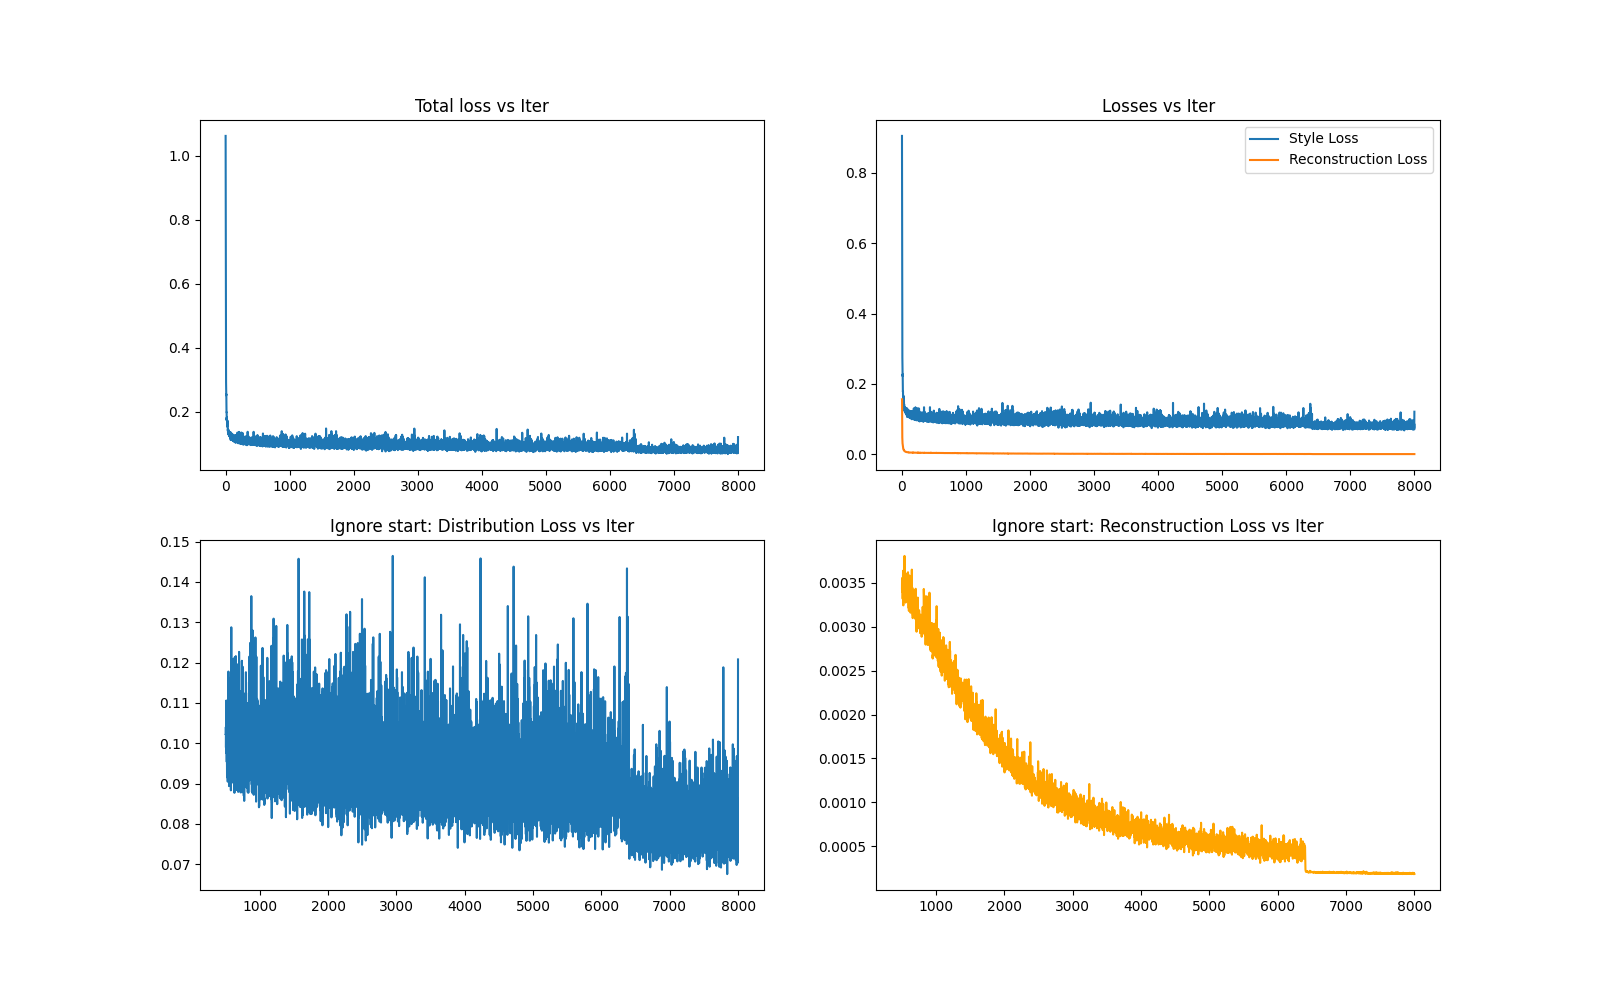 Total loss vs Iter
1.0
0.8
0.6
0.4
0.2
0 1000 2000 3000 4000 5000 6000 7000 8000
Losses vs Iter
Style Loss
Reconstruction Loss
0.8
0.6
0.4
0.2
0.0
0 1000 2000 3000 4000 5000 6000 7000 8000
Ignore start: Distribution Loss vs Iter
0.15
0.14
0.13
0.12
0.11
0.10
0.09
0.08
0.07
1000 2000 3000 4000 5000 6000 7000 8000
Ignore start: Reconstruction Loss vs Iter
0.0035
0.0030
0.0025
0.0020
0.0015
0.0010
0.0005
1000 2000 3000 4000 5000 6000 7000 8000